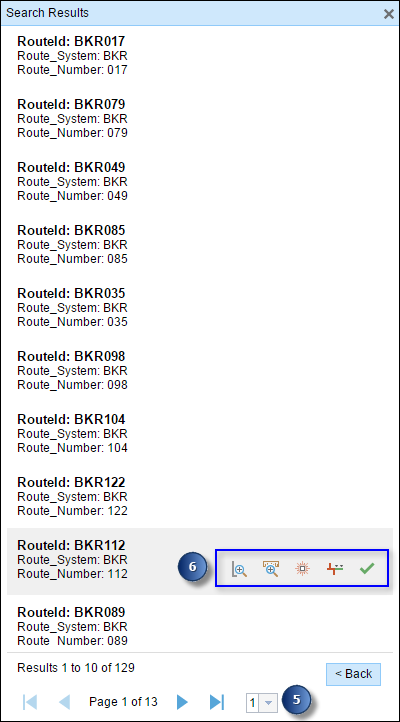 Search Results
RouteId: BKR017
Route_System: BKR
Route_Number: 017
RouteId: BKR079
Route_System: BKR
Route_Number: 079
RouteId: BKR049
Route_System: BKR
Route_Number: 049
RouteId: BKR085
Route_System: BKR
Route_Number: 085
RouteId: BKR035
Route_System: BKR
Route_Number: 035
RouteId: BKR098
Route_System: BKR
Route_Number: 098
RouteId: BKR104
Route_System: BKR
Route_Number: 104
RouteId: BKR122
Route_System: BKR
Route_Number: 122
RouteId: BKR112
Route_System: BKR
Route_Number: 112
6
RouteId: BKR089
Route_System: BKR
Route_Number: 089
Results 1 to 10 of 129
< Back
Page 1 of 13
1
5